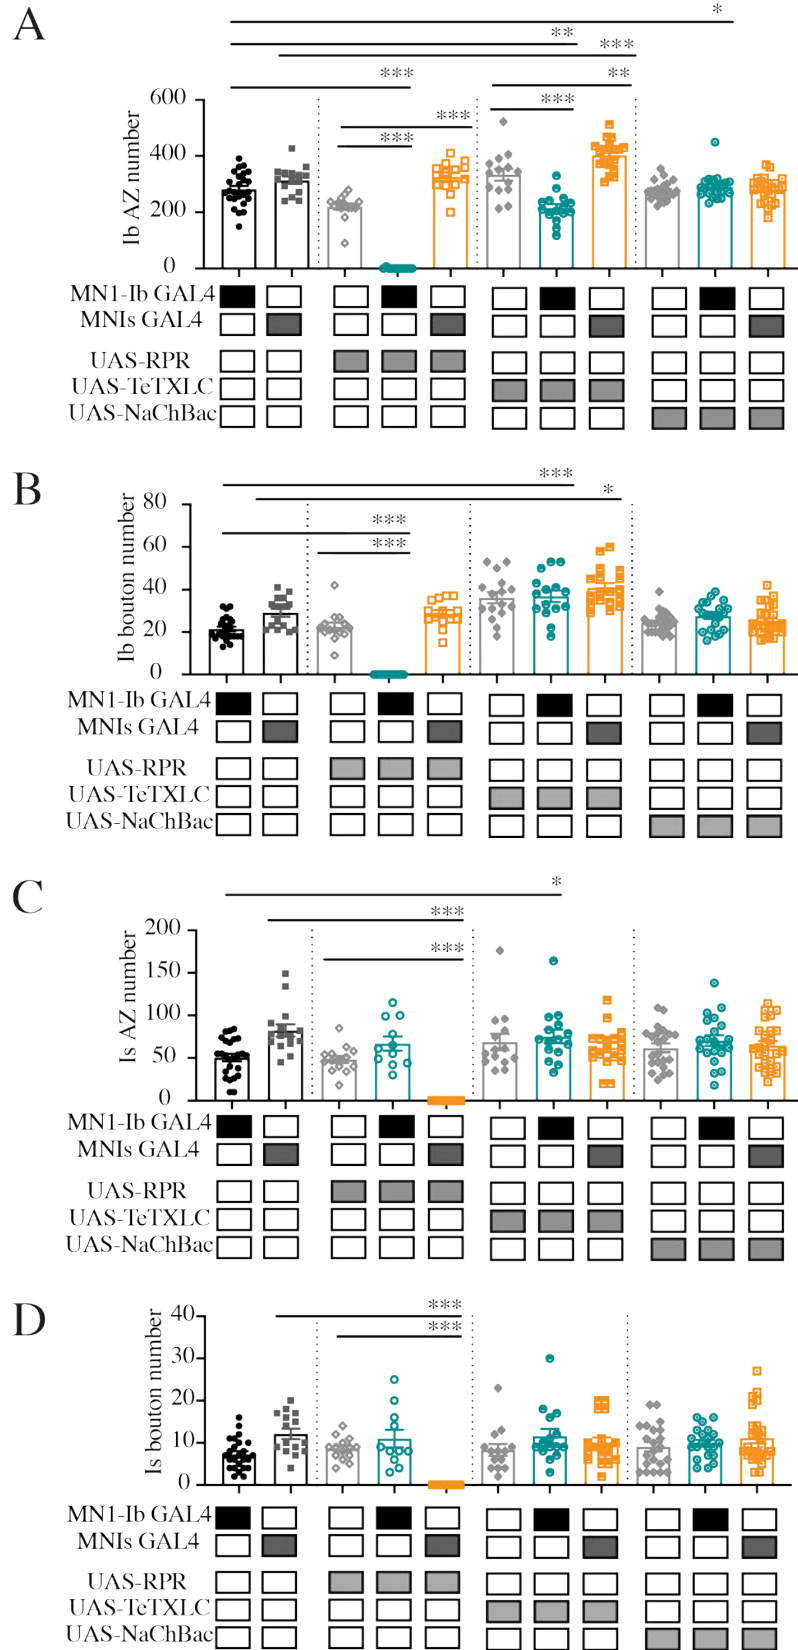 A
*
**
***
***
**
***
***
***
600
400
200
0
Ib AZ number
MN1-Ib GAL4
MNIs GAL4
UAS-RPR
UAS-TeTXLC
UAS-NaChBac
B
***
*
***
***
80
60
40
20
0
Ib bouton number
MN1-Ib GAL4
MNIs GAL4
UAS-RPR
UAS-TeTXLC
UAS-NaChBac
C
*
***
***
200
150
100
50
0
Is AZ number
MN1-Ib GAL4
MNIs GAL4
UAS-RPR
UAS-TeTXLC
UAS-NaChBac
D
***
***
40
30
20
10
0
Is bouton number
MN1-Ib GAL4
MNIs GAL4
UAS-RPR
UAS-TeTXLC
UAS-NaChBac